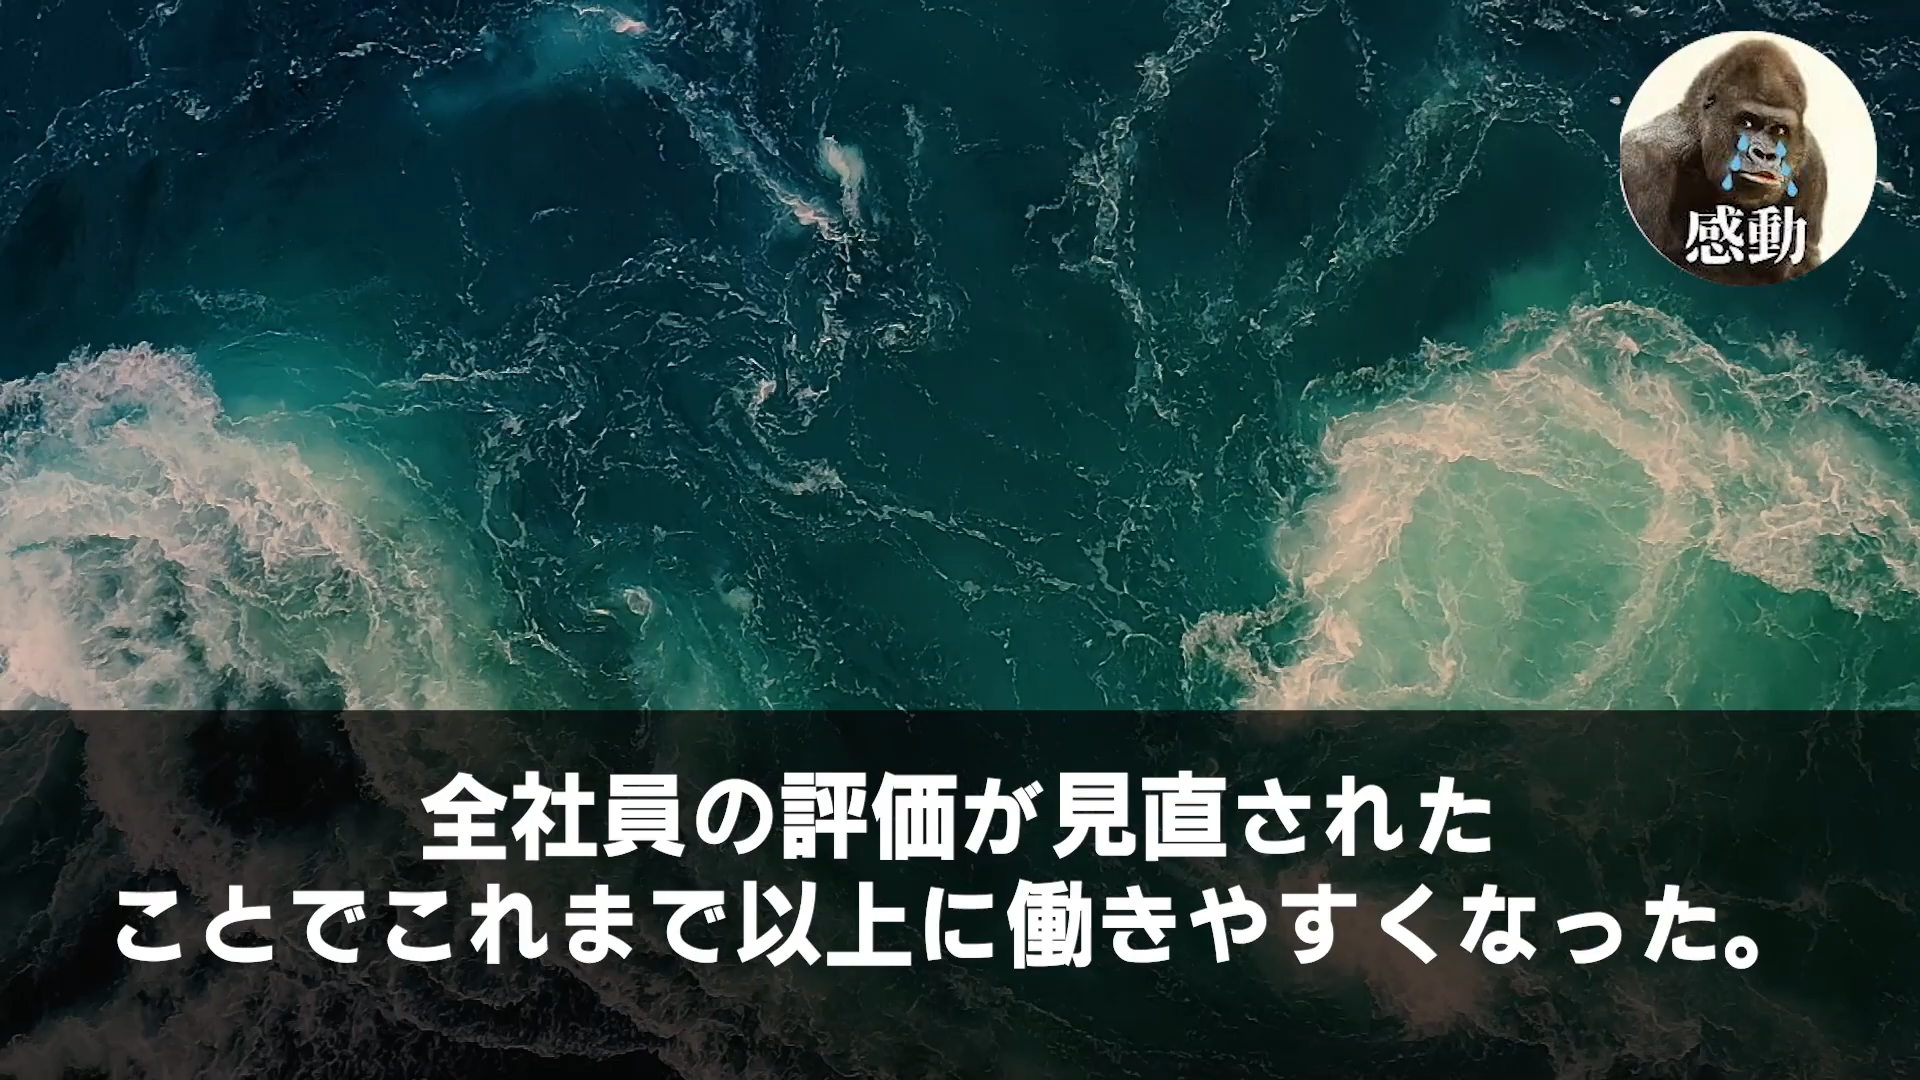 感動
全社員の評価が見直された
ことでこれまで以上に働きやすくなった。